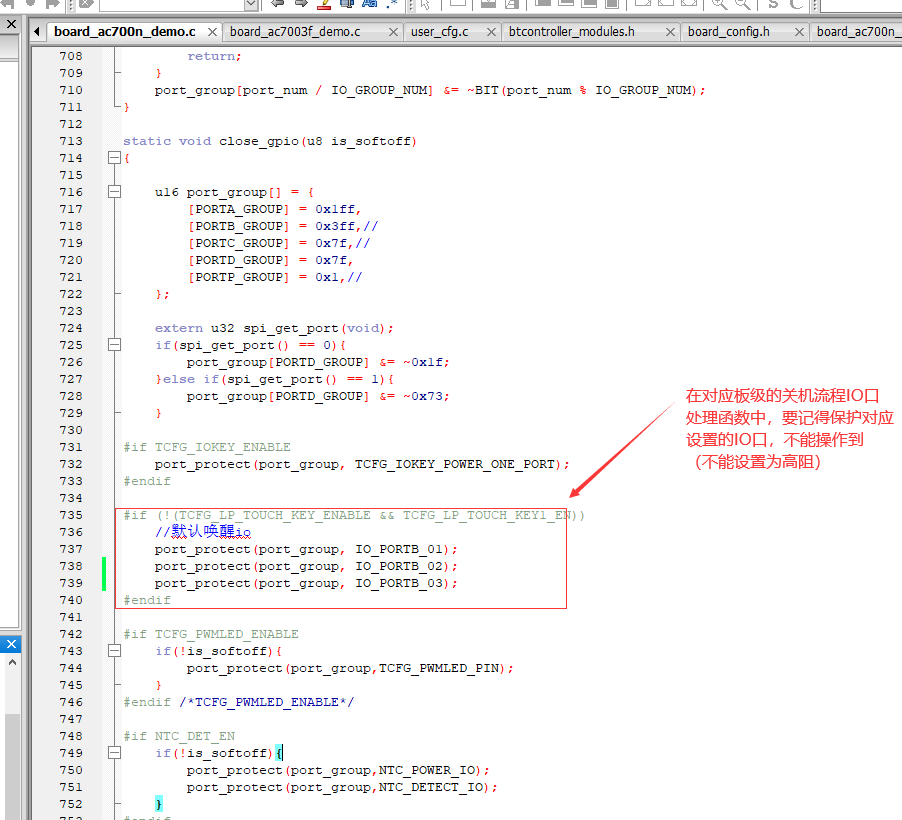 board_ac700n_demo.c board_ac7003f_demo.c user_cfg.c btcontroller_modules.h board_config.h board_ac700n_
708 return;
709 }
710 port_group[port_num / IO_GROUP_NUM] &= ~BIT(port_num % IO_GROUP_NUM);
711 }
712
713 static void close_gpio(u8 is_softoff)
714 {
715
716 u16 port_group[] = {
717 [PORTA_GROUP] = 0x1ff,
718 [PORTB_GROUP] = 0x3ff,//
719 [PORTC_GROUP] = 0x7f,//
720 [PORTD_GROUP] = 0x7f,
721 [PORTP_GROUP] = 0x1,//
722 };
723
724 extern u32 spi_get_port(void);
725 if(spi_get_port() == 0){
726 port_group[PORTD_GROUP] &= ~0x1f;
727 }else if(spi_get_port() == 1){
728 port_group[PORTD_GROUP] &= ~0x73;
729 }
730
731 #if TCFG_IOKEY_ENABLE
732 port_protect(port_group, TCFG_IOKEY_POWER_ONE_PORT);
733 #endif
734
735 #if (!(TCFG_LP_TOUCH_KEY_ENABLE && TCFG_LP_TOUCH_KEY1_EN))
736 //默认唤醒io
737 port_protect(port_group, IO_PORTB_01);
738 port_protect(port_group, IO_PORTB_02);
739 port_protect(port_group, IO_PORTB_03);
740 #endif
741
742 #if TCFG_PWMLED_ENABLE
743 if(!is_softoff){
744 port_protect(port_group,TCFG_PWMLED_PIN);
745 }
746 #endif /*TCFG_PWMLED_ENABLE*/
747
748 #if NTC_DET_EN
749 if(!is_softoff){
750 port_protect(port_group,NTC_POWER_IO);
751 port_protect(port_group,NTC_DETECT_IO);
752 }
在对应板级的关机流程IO口
处理函数中，要记得保护对应
设置的IO口，不能操作到
（不能设置为高阻）